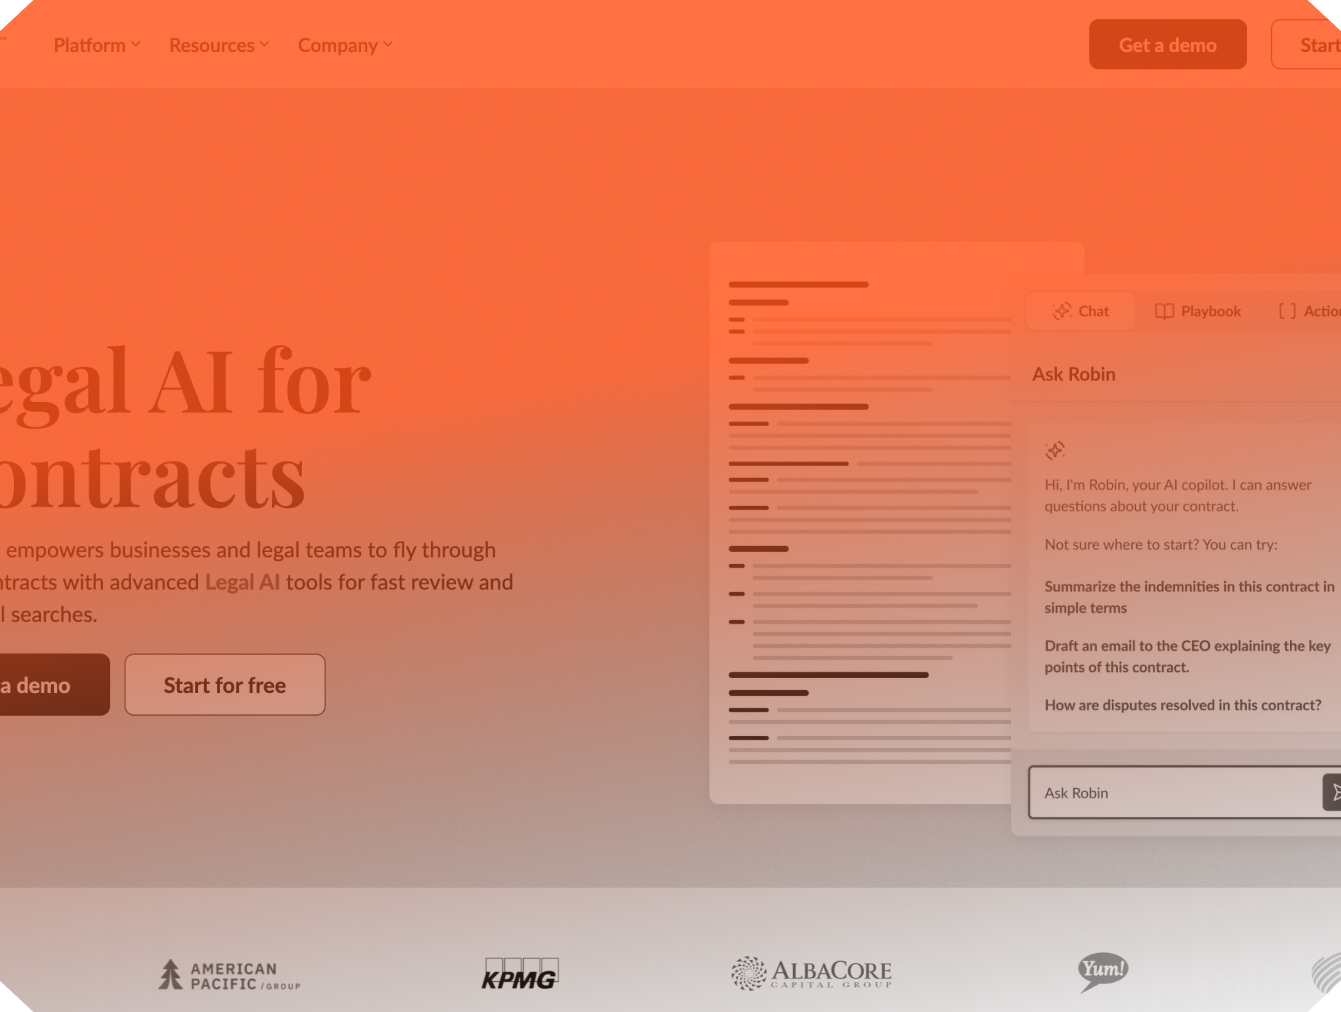 Platform
Resources
Company
Get a demo
Start
egal AI for
ontracts
empowers businesses and legal teams to fly through
ntracts with advanced Legal AI tools for fast review and
l searches.
a demo
Start for free
Chat
Playbook
Action
Ask Robin
Hi, I'm Robin, your AI copilot. I can answer
questions about your contract.
Not sure where to start? You can try:
Summarize the indemnities in this contract in
simple terms
Draft an email to the CEO explaining the key
points of this contract.
How are disputes resolved in this contract?
Ask Robin
AMERICAN
PACIFIC / GROUP
KPMG
ALBACORE
CAPITAL GROUP
Yum!